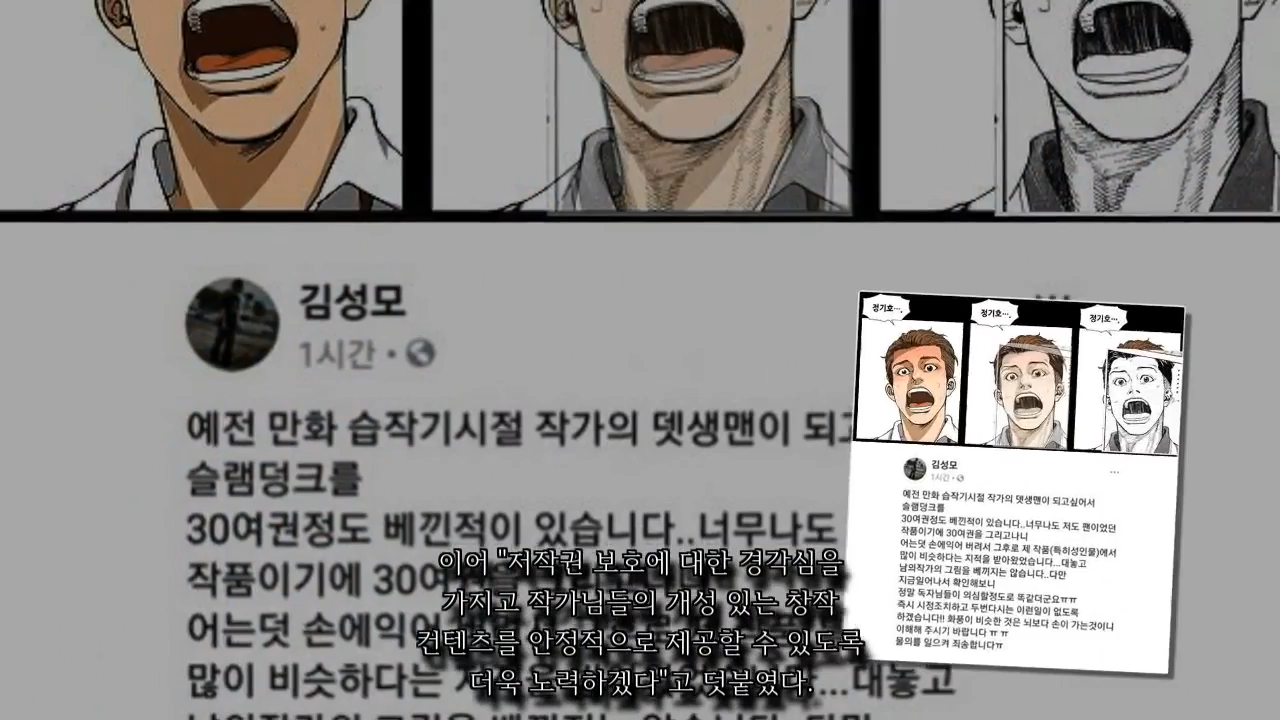 김성모
1시간
예전 만화 습작기시절 작가의 뎃생맨이 되고
슬램덩크를
30여권정도 베낀적이 있습니다..너무나도
작품이기에 30여
어는덧 손에익어
많이 비슷하다는 지 ...대놓고
이어 "저작권 보호에 대한 경각심을
가지고 작가님들의 개성 있는 창작
컨텐츠를 안정적으로 제공할 수 있도록
더욱 노력하겠다"고 덧붙였다.
정기호...
정기호...
정기호...
김성모
1시간
예전 만화 습작기시절 작가의 뎃생맨이 되고싶어서
슬램덩크를
30여권정도 베낀적이 있습니다..너무나도 저도 팬이었던
작품이기에 30여권을 그리고나니
어는덧 손에익어 버려서 그후로 제 작품(특히성인물)에서
많이 비슷하다는 지적을 받아왔었습니다...대놓고
남의작가의 그림을 베끼자는 않습니다..다만
지금일어나서 확인해보니
정말 독자님들이 의심할정도로 똑같더군요ㅠㅠ
즉시 시정조치하고 두번다시는 이런일이 없도록
하겠습니다!! 화풍이 비슷한 것은 뇌보다 손이 가는것이니
이해해 주시기 바랍니다 ㅠ ㅠ
물의를 일으켜 죄송합니다ㅠ